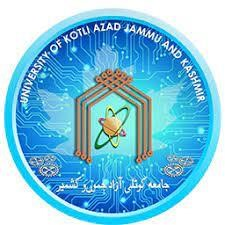 UNIVERSITY OF KOTLI AZAD JAMMU AND KASHMIR
جامعہ کوٹلی آزاد جموں و کشمیر